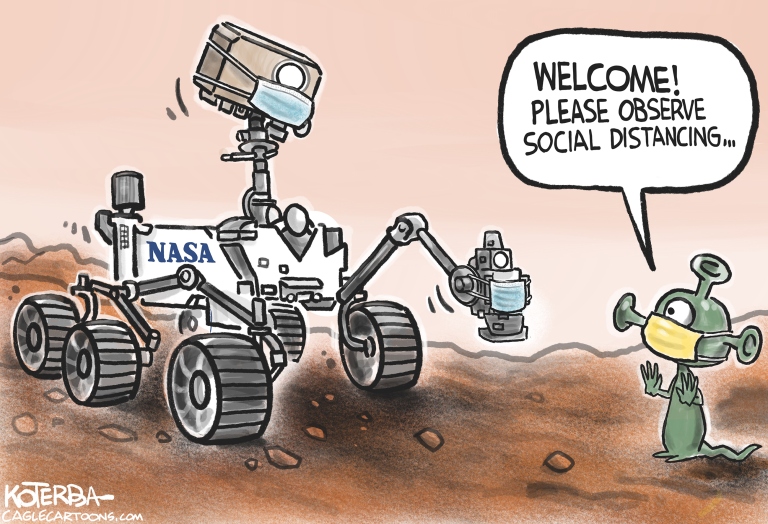 WELCOME!
PLEASE OBSERVE
SOCIAL DISTANCING...
NASA
KOTERBA
CAGLECARTOONS.COM